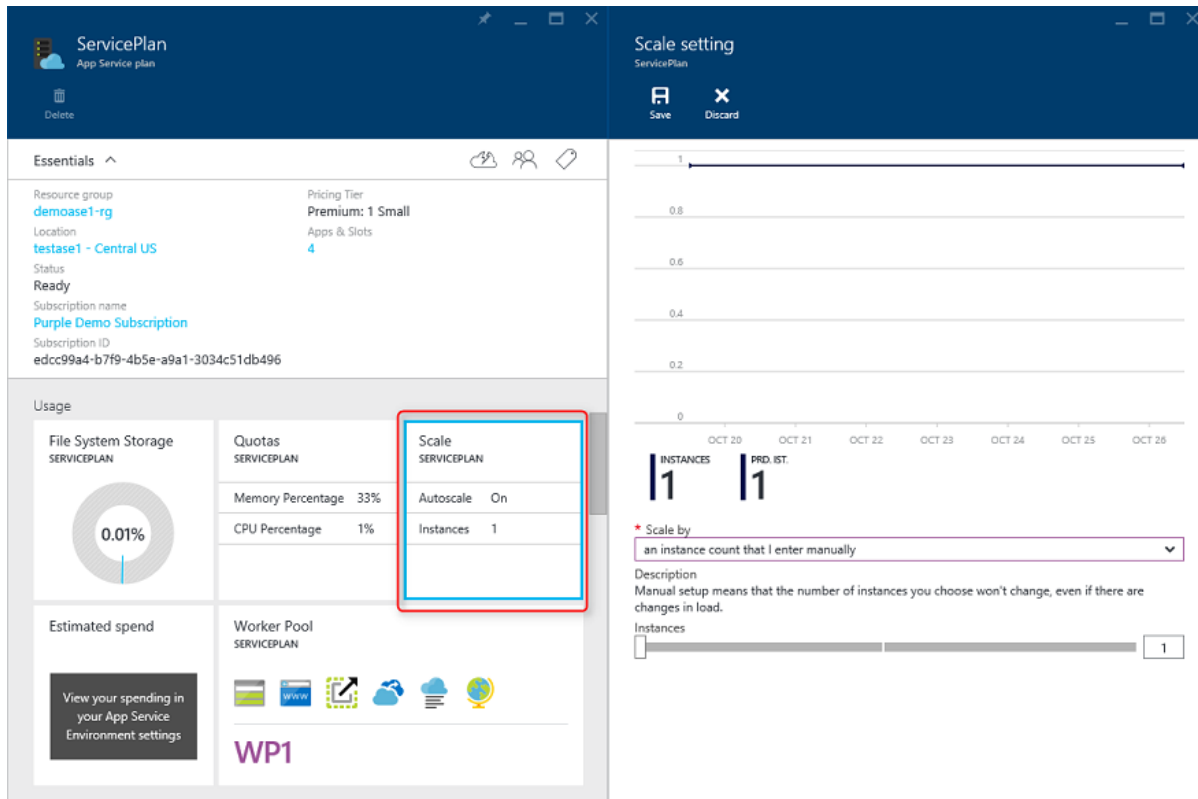 ServicePlan
App Service plan
Delete
Essentials
Resource group
demoase1-rg
Location
testase1 - Central US
Status
Ready
Subscription name
Purple Demo Subscription
Subscription ID
edcc99a4-b7f9-4b5e-a9a1-3034c51db496
Pricing Tier
Premium: 1 Small
Apps & Slots
4
Usage
File System Storage
SERVICEPLAN
0.01%
Quotas
SERVICEPLAN
Memory Percentage 33%
CPU Percentage 1%
Scale
SERVICEPLAN
Autoscale On
Instances 1
Estimated spend
View your spending in
your App Service
Environment settings
Worker Pool
SERVICEPLAN
www
WP1
Scale setting
ServicePlan
Save
Discard
1
0.8
0.6
0.4
0.2
0
OCT 20 OCT 21 OCT 22 OCT 23 OCT 24 OCT 25 OCT 26
INSTANCES
1
PRD. IST.
1
* Scale by
an instance count that I enter manually
Description
Manual setup means that the number of instances you choose won't change, even if there are
changes in load.
Instances
1